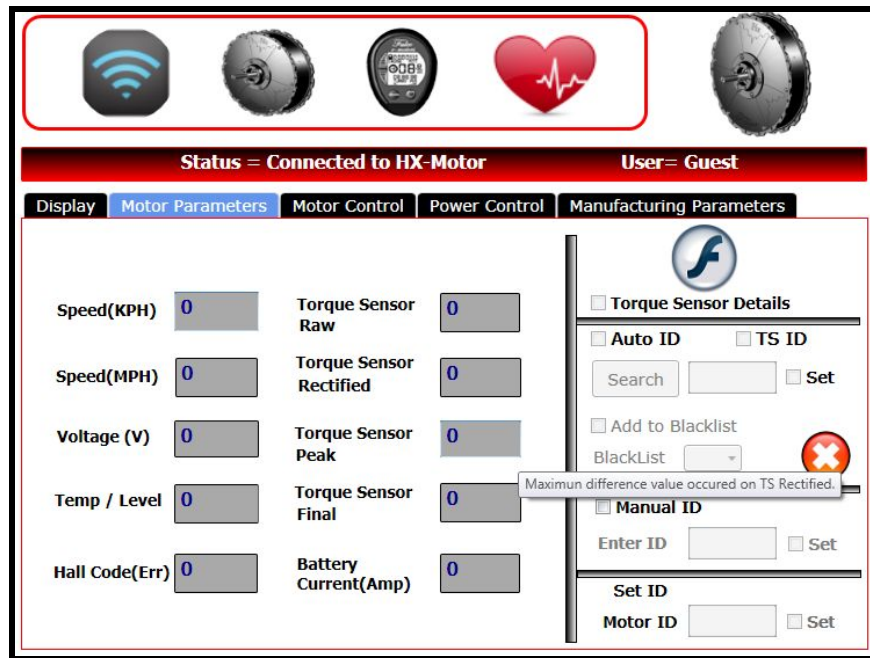 Status = Connected to HX-Motor User= Guest
Display Motor Parameters Motor Control Power Control Manufacturing Parameters
Torque Sensor Details
Speed(KPH) 0 Torque Sensor Raw 0
Auto ID TS ID
Speed(MPH) 0 Torque Sensor Rectified 0
Search Set
Add to Blacklist
Voltage (V) 0 Torque Sensor Peak 0
BlackList
Maximun difference value occured on TS Rectified.
Temp / Level 0 Torque Sensor Final 0
Manual ID
Enter ID Set
Hall Code(Err) 0 Battery Current(Amp) 0
Set ID
Motor ID Set